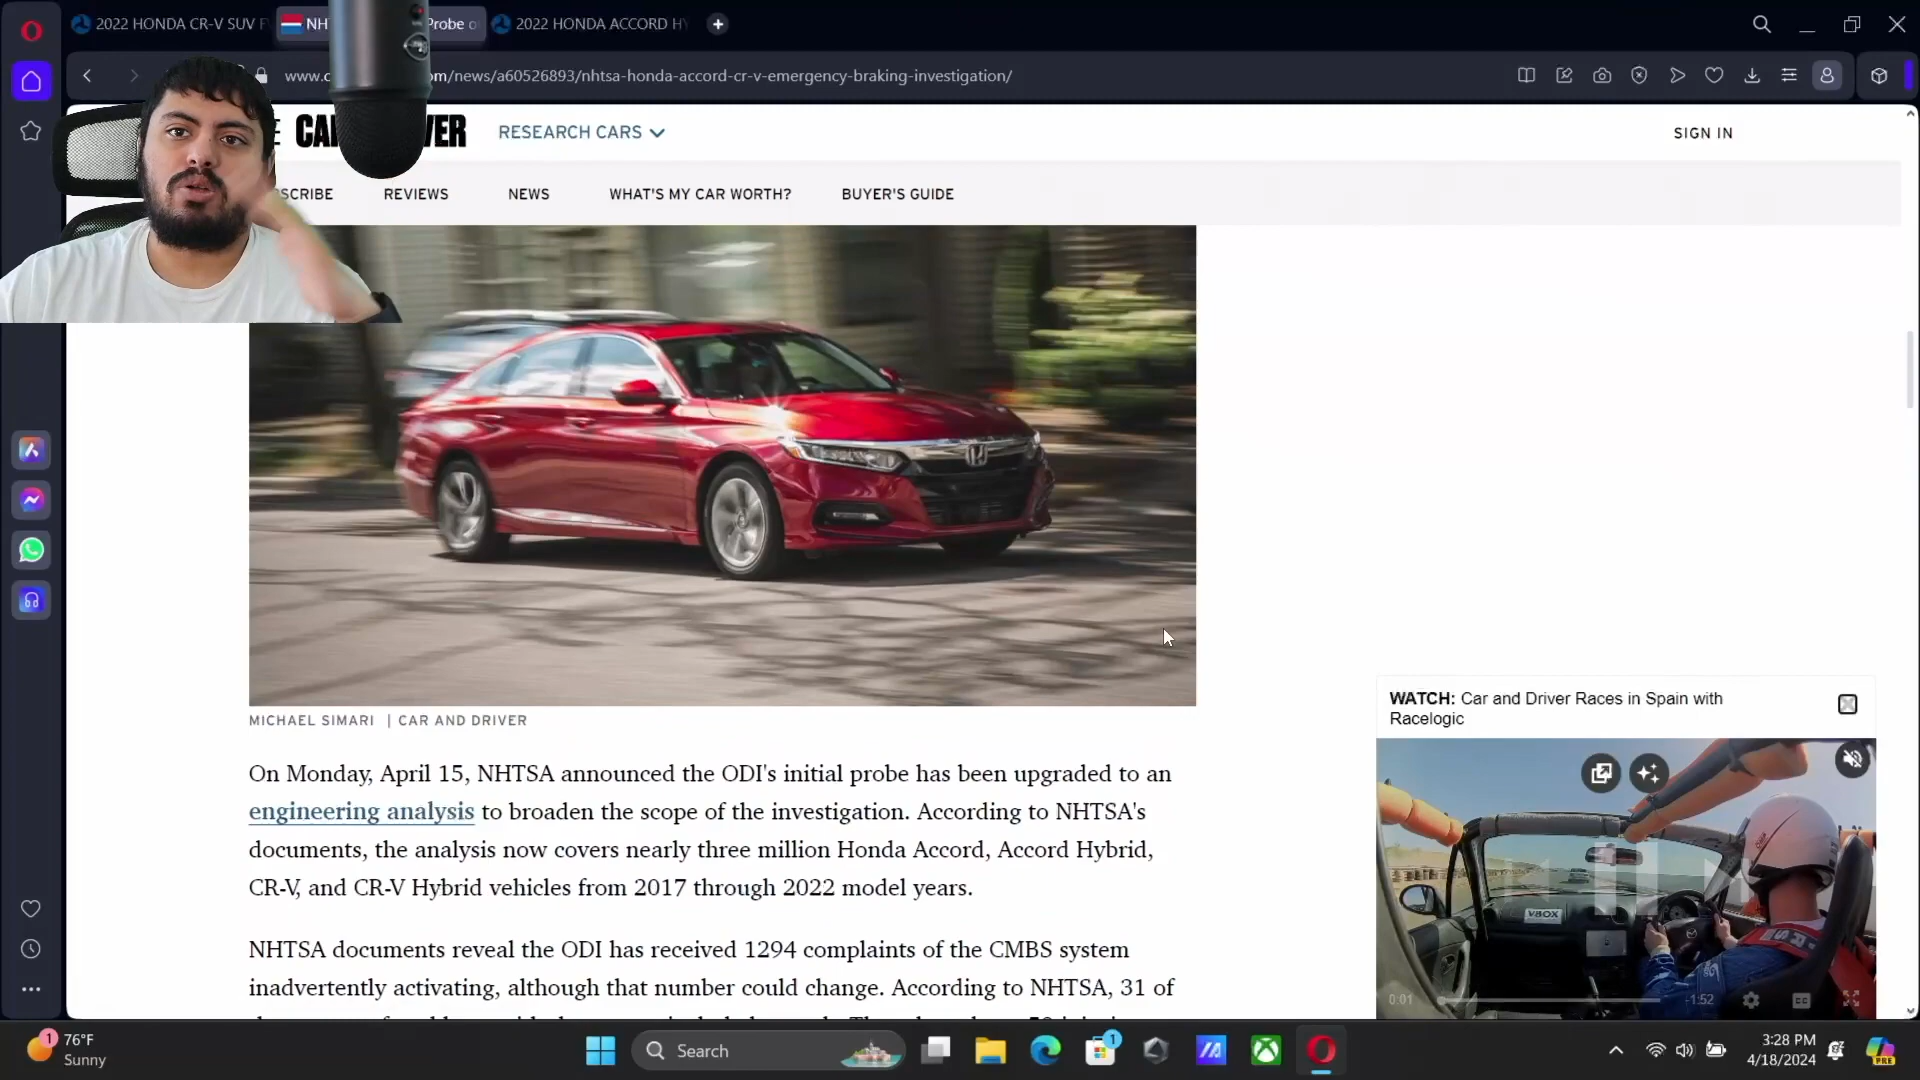 2022 HONDA CR-V SUV
NH
Probe o
2022 HONDA ACCORD HY
www.c
m/news/a60526893/nhtsa-honda-accord-cr-v-emergency-braking-investigation/
RESEARCH CARS
SIGN IN
SCRIBE
REVIEWS
NEWS
WHAT'S MY CAR WORTH?
BUYER'S GUIDE
MICHAEL SIMARI | CAR AND DRIVER
On Monday, April 15, NHTSA announced the ODI's initial probe has been upgraded to an
engineering analysis to broaden the scope of the investigation. According to NHTSA's
documents, the analysis now covers nearly three million Honda Accord, Accord Hybrid,
CR-V, and CR-V Hybrid vehicles from 2017 through 2022 model years.
NHTSA documents reveal the ODI has received 1294 complaints of the CMBS system
inadvertently activating, although that number could change. According to NHTSA, 31 of
WATCH: Car and Driver Races in Spain with
Racelogic
VBOX
0:01
-1:52
CC
1
76°F
Sunny
Search
1
3:28 PM
4/18/2024
PRE